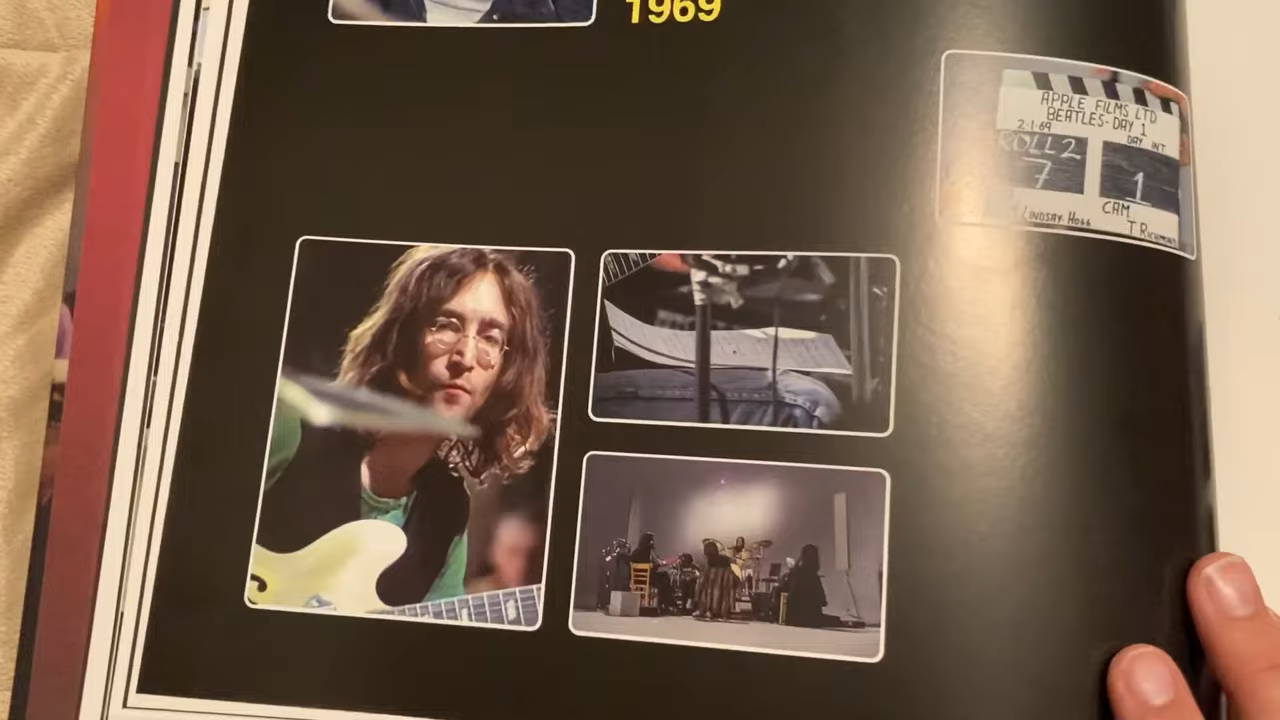 1969
APPLE FILMS LTD
BEATLES-DAY 1
2·1·69
DAY INT
ROLL 2
7
1
LINDSAY-HOGG
CAM
T RICHMOND